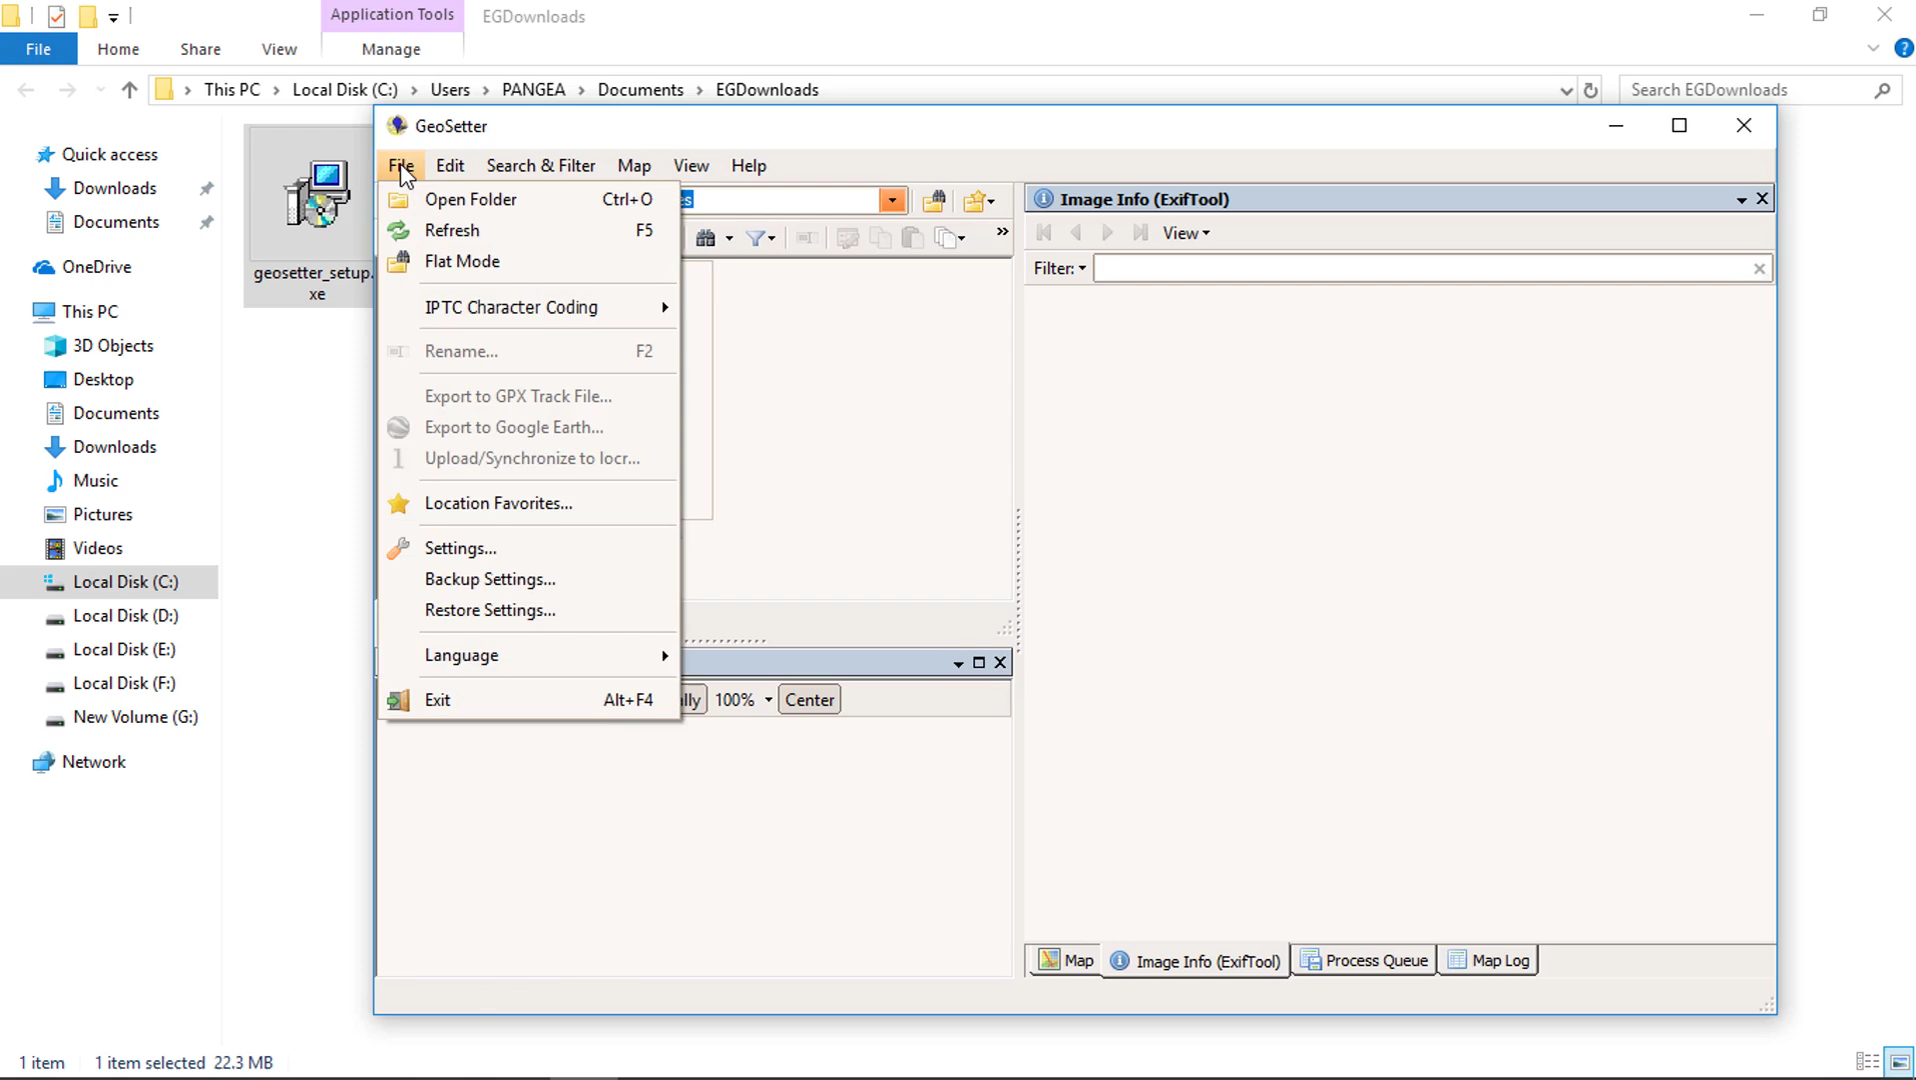 Application Tools
EGDownloads
File
Home
Share
View
Manage
This PC
Local Disk (C:)
Users
PANGEA
Documents
EGDownloads
Search EGDownloads
Quick access
Downloads
Documents
OneDrive
This PC
3D Objects
Desktop
Documents
Downloads
Music
Pictures
Videos
Local Disk (C:)
Local Disk (D:)
Local Disk (E:)
Local Disk (F:)
New Volume (G:)
Network
geosetter_setup.
xe
GeoSetter
File Edit Search & Filter Map View Help
Open Folder Ctrl+O
Refresh F5
Flat Mode
IPTC Character Coding
Rename... F2
Export to GPX Track File...
Export to Google Earth...
Upload/Synchronize to locr...
Location Favorites...
Settings...
Backup Settings...
Restore Settings...
Language
Exit Alt+F4
es
lly 100% Center
Image Info (ExifTool)
View
Filter:
Map
Image Info (ExifTool)
Process Queue
Map Log
1 item 1 item selected 22.3 MB